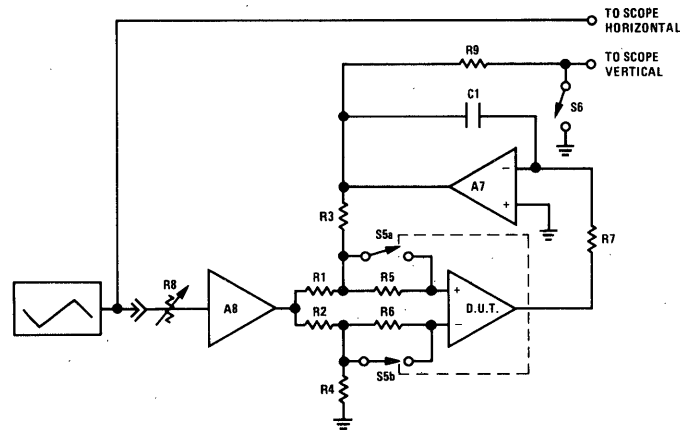 TO SCOPE
HORIZONTAL
R9
TO SCOPE
VERTICAL
C1
S6
−
A7
+
R3
R7
S5a
R8
R1
R5
+
A8
D.U.T.
R2
R6
−
S5b
R4